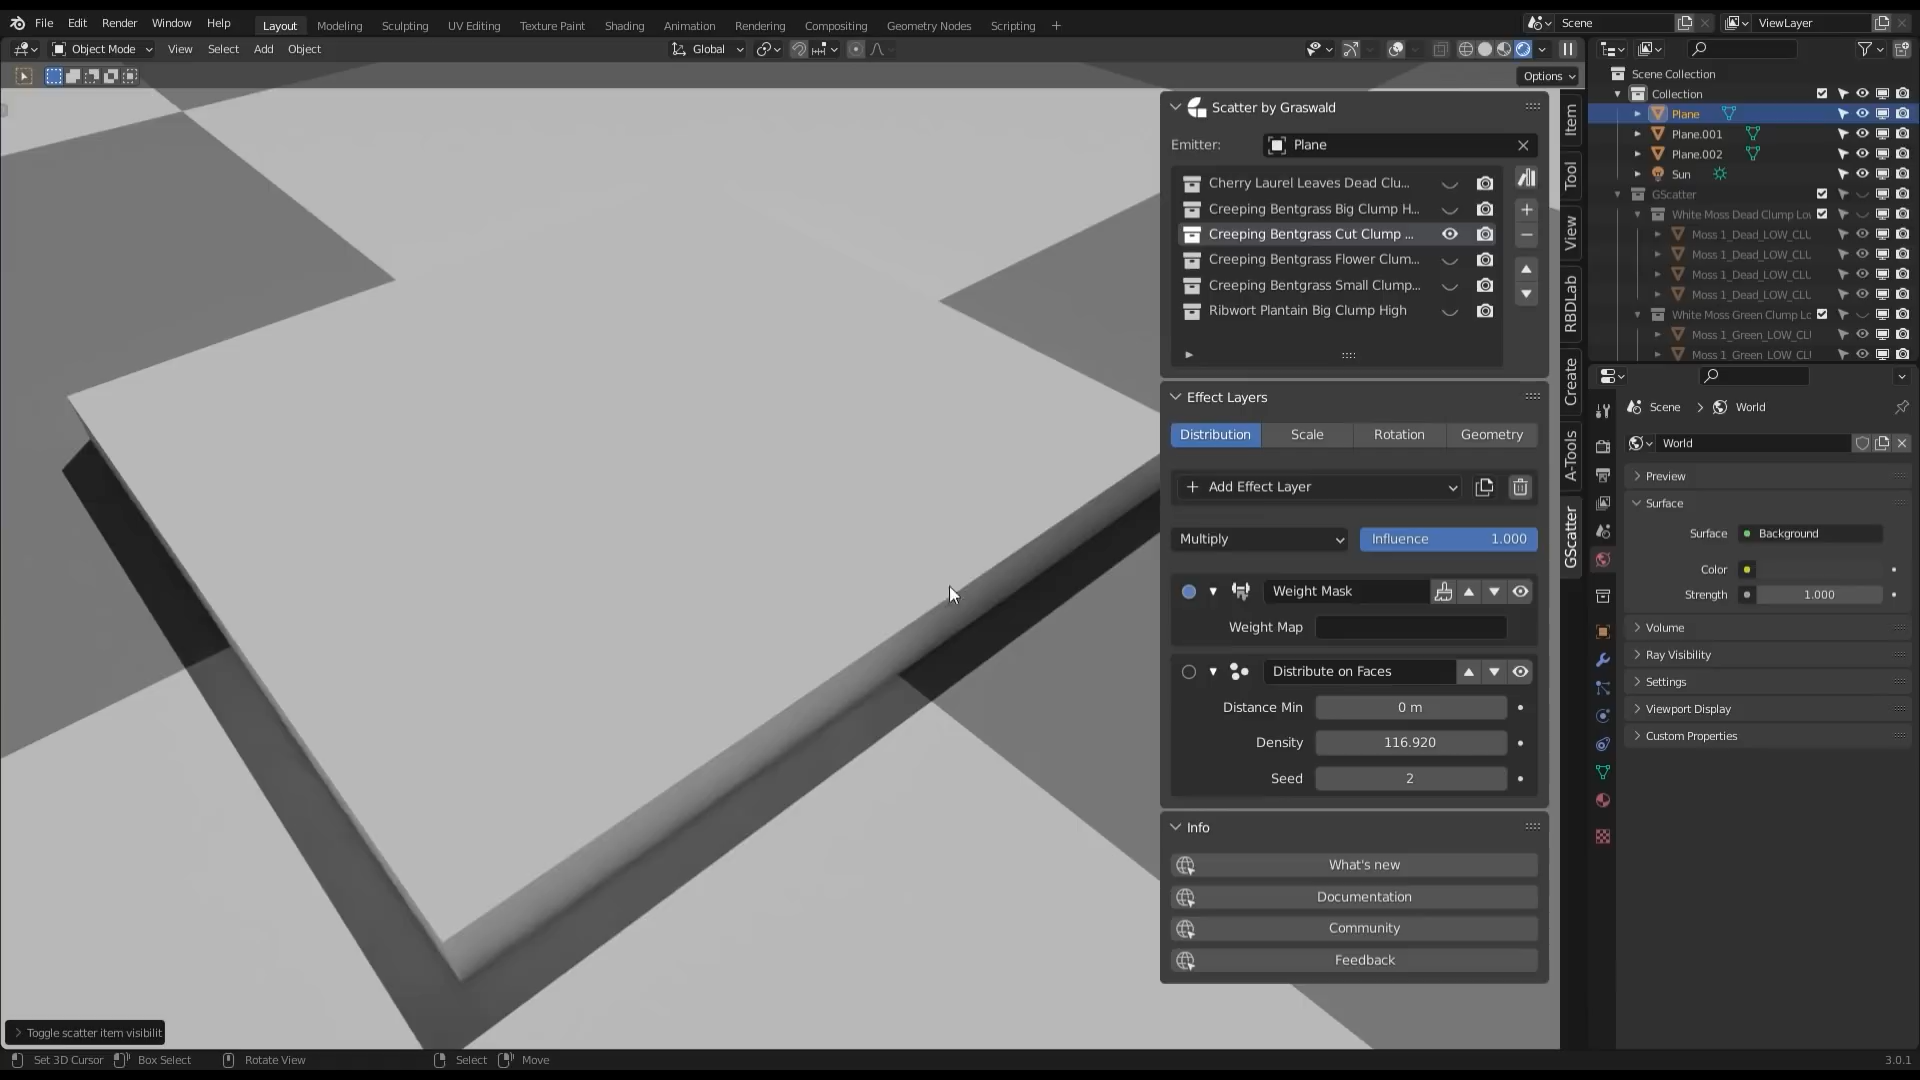 File Edit Render Window Help Layout Modeling Sculpting UV Editing Texture Paint Shading Animation Rendering Compositing Geometry Nodes Scripting + Scene ViewLayer
Object Mode View Select Add Object Global
Options
Scene Collection
Collection
Plane
Plane.001
Plane.002
Sun
GScatter
White Moss Dead Clump Lo
Moss 1_Dead_LOW_CLU
Moss 1_Dead_LOW_CLU
Moss 1_Dead_LOW_CLU
Moss 1_Dead_LOW_CLU
White Moss Green Clump Lc
Moss 1_Green_LOW_CLU
Moss 1_Green_LOW_CLU
Scatter by Graswald
Emitter: Plane
Cherry Laurel Leaves Dead Clu...
Creeping Bentgrass Big Clump H...
Creeping Bentgrass Cut Clump ...
Creeping Bentgrass Flower Clum...
Creeping Bentgrass Small Clump...
Ribwort Plantain Big Clump High
Effect Layers
Distribution Scale Rotation Geometry
Add Effect Layer
Multiply Influence 1.000
Weight Mask
Weight Map
Distribute on Faces
Distance Min 0 m
Density 116.920
Seed 2
Info
What's new
Documentation
Community
Feedback
Item
Tool
View
RBDLab
Create
A-Tools
GScatter
Scene World
World
Preview
Surface
Surface Background
Color
Strength 1.000
Volume
Ray Visibility
Settings
Viewport Display
Custom Properties
Toggle scatter item visibilit
Set 3D Cursor Box Select Rotate View Select Move 3.0.1